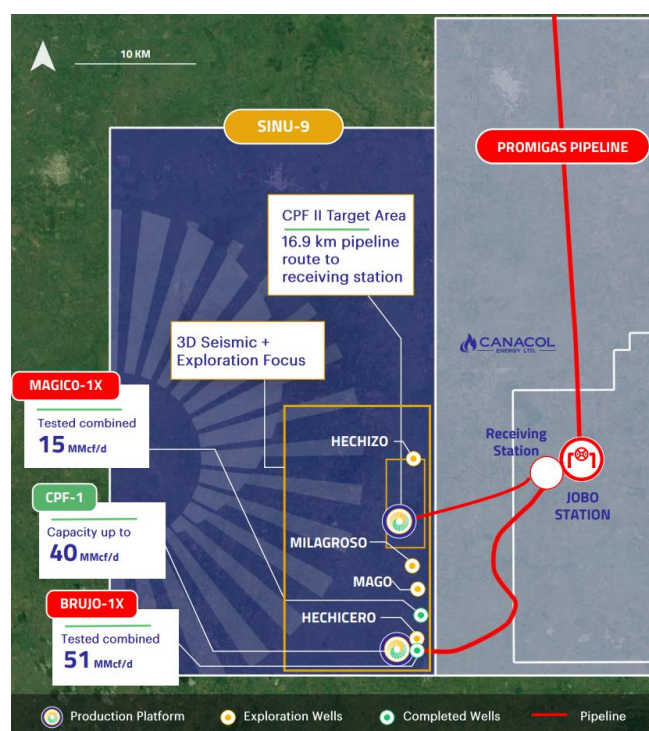 10 KM
SINU-9
PROMIGAS PIPELINE
CPF II Target Area
16.9 km pipeline
route to
receiving station
3D Seismic +
Exploration Focus
CANACOL
ENERGY LTD.
MAGICO-1X
Tested combined
15 MMcf/d
HECHIZO
Receiving
Station
JOBO
STATION
CPF-1
Capacity up to
40 MMcf/d
MILAGROSO
MAGO
BRUJO-1X
Tested combined
51 MMcf/d
HECHICERO
Production Platform
Exploration Wells
Completed Wells
Pipeline